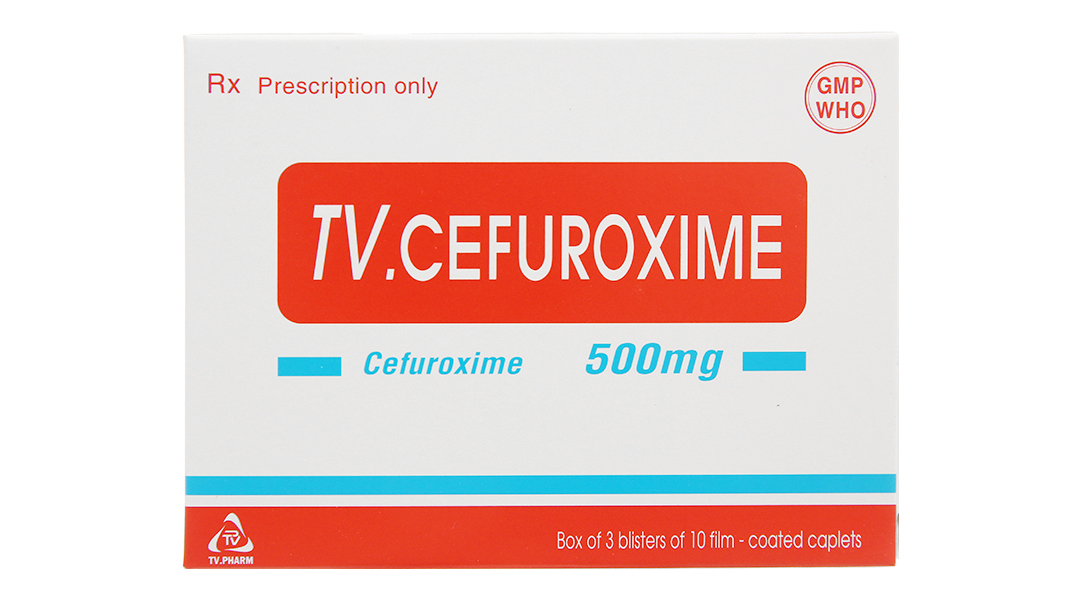 Rx Prescription only
GMP
WHO
TV.CEFUROXIME
Cefuroxime 500mg
TV
TV.PHARM
Box of 3 blisters of 10 film - coated caplets